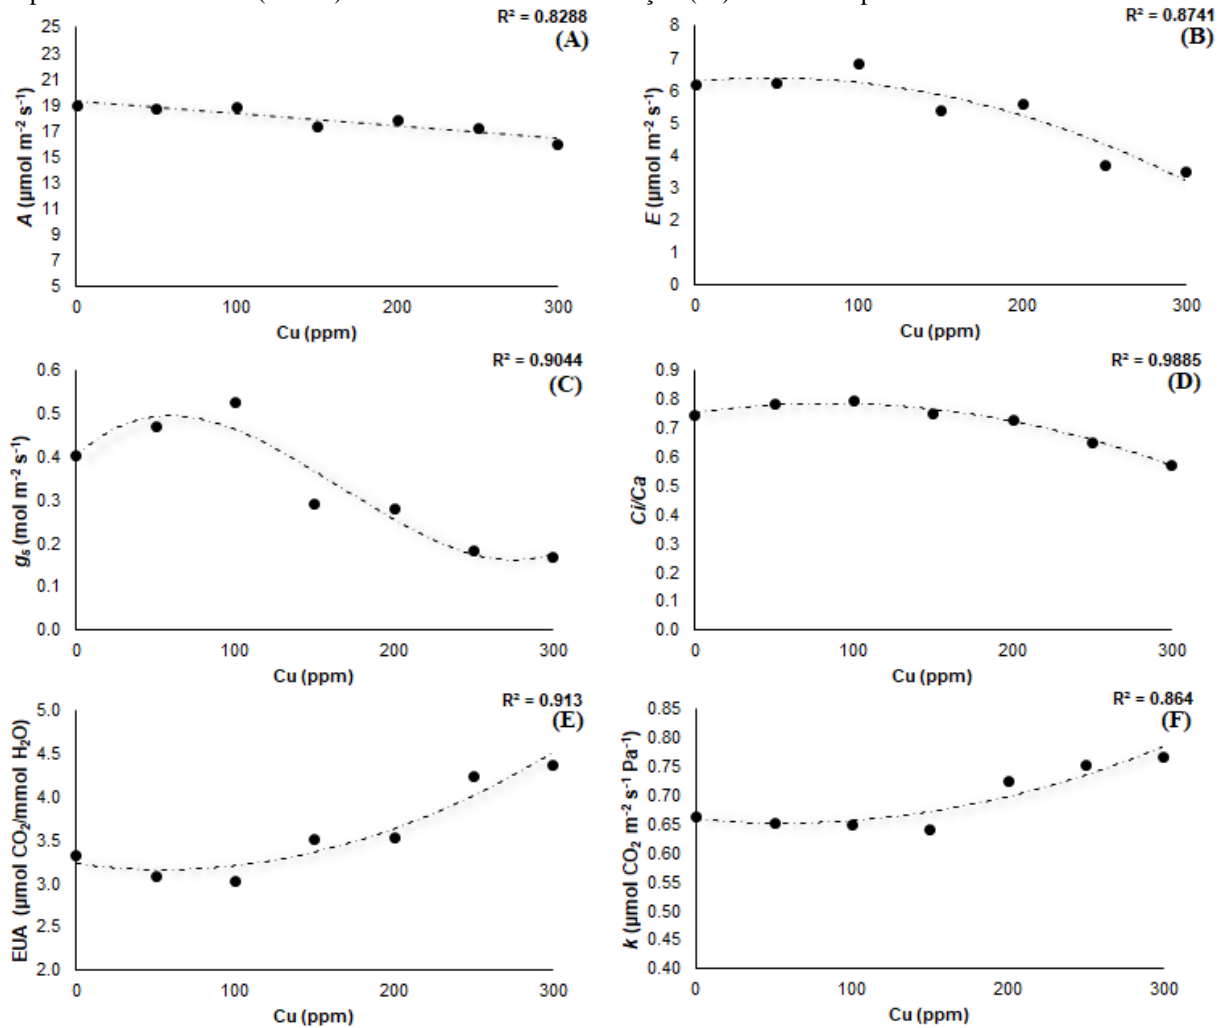 R² = 0.8288
(A)
25
23
21
19
17
15
13
11
9
7
5
A (µmol m⁻² s⁻¹)
0 100 200 300
Cu (ppm)
R² = 0.8741
(B)
8
7
6
5
4
3
2
1
0
E (µmol m⁻² s⁻¹)
0 100 200 300
Cu (ppm)
R² = 0.9044
(C)
0.6
0.5
0.4
0.3
0.2
0.1
0.0
gₛ (mol m⁻² s⁻¹)
0 100 200 300
Cu (ppm)
R² = 0.9885
(D)
0.9
0.8
0.7
0.6
0.5
0.4
0.3
0.2
0.1
0.0
Ci/Ca
0 100 200 300
Cu (ppm)
R² = 0.913
(E)
5.0
4.5
4.0
3.5
3.0
2.5
2.0
EUA (µmol CO₂/mmol H₂O)
0 100 200 300
Cu (ppm)
R² = 0.864
(F)
0.85
0.80
0.75
0.70
0.65
0.60
0.55
0.50
0.45
0.40
k (µmol CO₂ m⁻² s⁻¹ Pa⁻¹)
0 100 200 300
Cu (ppm)